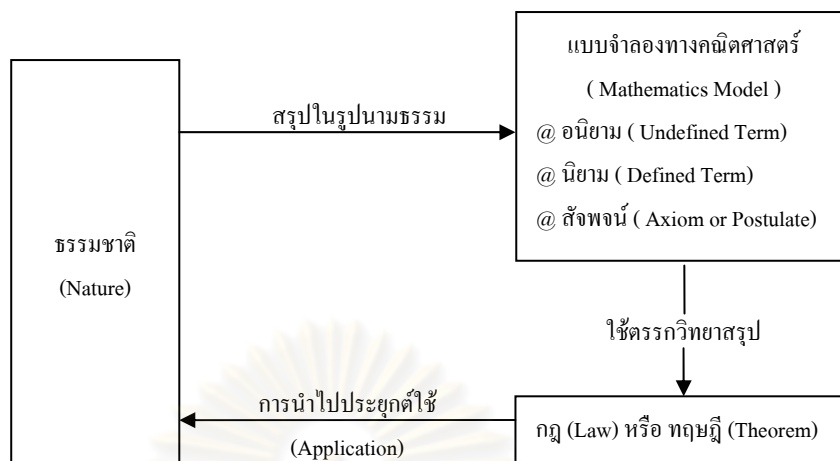 แบบจำลองทางคณิตศาสตร์
( Mathematics Model )
@ อนิยาม ( Undefined Term)
@ นิยาม ( Defined Term)
@ สัจพจน์ ( Axiom or Postulate)
สรุปในรูปนามธรรม
ธรรมชาติ
(Nature)
ใช้ตรรกวิทยาสรุป
การนำไปประยุกต์ใช้
(Application)
กฎ (Law) หรือ ทฤษฎี (Theorem)